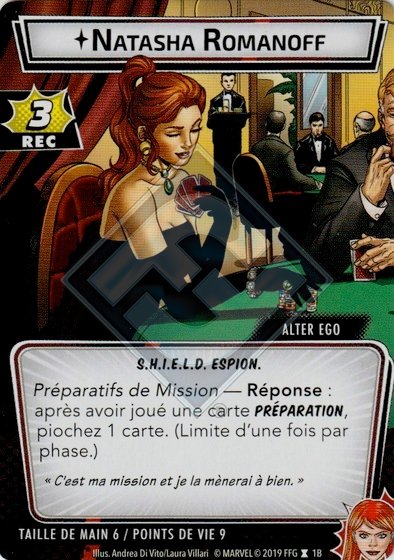 Natasha Romanoff
3
REC
ALTER EGO
S.H.I.E.L.D. ESPION.
Préparatifs de Mission — Réponse :
après avoir joué une carte PRÉPARATION,
piochez 1 carte. (Limite d'une fois par
phase.)
« C'est ma mission et je la mènerai à bien. »
TAILLE DE MAIN 6 / POINTS DE VIE 9
Illus. Andrea Di Vito/Laura Villari © MARVEL © 2019 FFG 1B